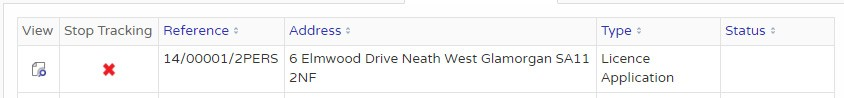 View Stop Tracking Reference Address Type Status
14/00001/2PERS 6 Elmwood Drive Neath West Glamorgan SA11 Licence
2NF Application